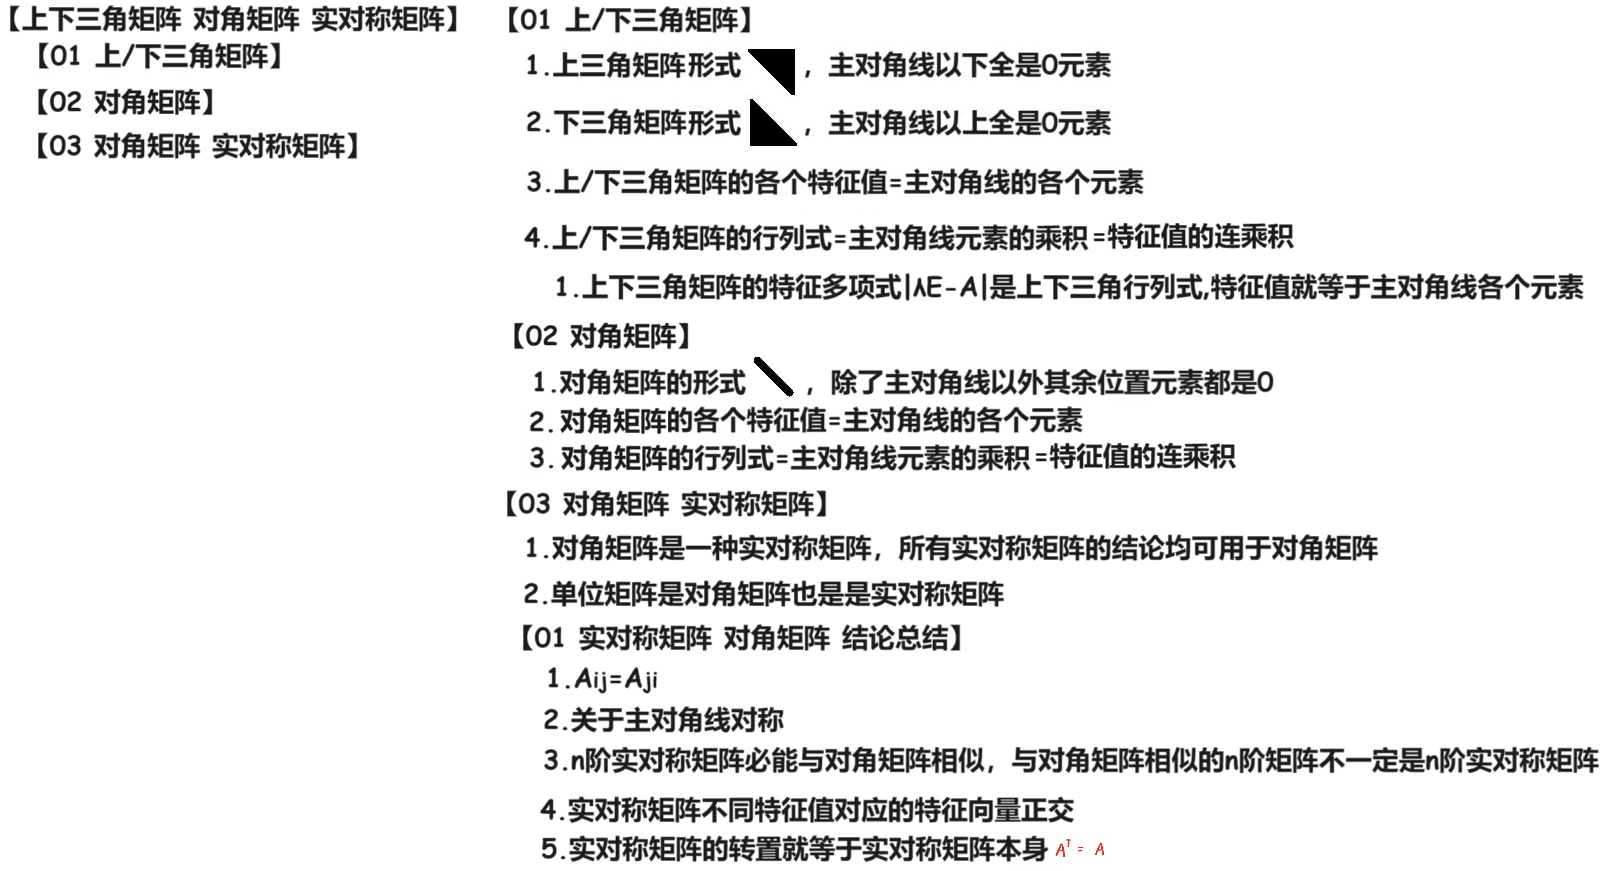 【上下三角矩阵 对角矩阵 实对称矩阵】
【01 上/下三角矩阵】
【02 对角矩阵】
【03 对角矩阵 实对称矩阵】
【01 上/下三角矩阵】
1.上三角矩阵形式 ，主对角线以下全是0元素
2.下三角矩阵形式 ，主对角线以上全是0元素
3.上/下三角矩阵的各个特征值=主对角线的各个元素
4.上/下三角矩阵的行列式=主对角线元素的乘积=特征值的连乘积
1.上下三角矩阵的特征多项式|λE-A|是上下三角行列式,特征值就等于主对角线各个元素
【02 对角矩阵】
1.对角矩阵的形式 ，除了主对角线以外其余位置元素都是0
2.对角矩阵的各个特征值=主对角线的各个元素
3.对角矩阵的行列式=主对角线元素的乘积=特征值的连乘积
【03 对角矩阵 实对称矩阵】
1.对角矩阵是一种实对称矩阵，所有实对称矩阵的结论均可用于对角矩阵
2.单位矩阵是对角矩阵也是是实对称矩阵
【01 实对称矩阵 对角矩阵 结论总结】
1.Aij=Aji
2.关于主对角线对称
3.n阶实对称矩阵必能与对角矩阵相似，与对角矩阵相似的n阶矩阵不一定是n阶实对称矩阵
4.实对称矩阵不同特征值对应的特征向量正交
5.实对称矩阵的转置就等于实对称矩阵本身 Aᵀ = A